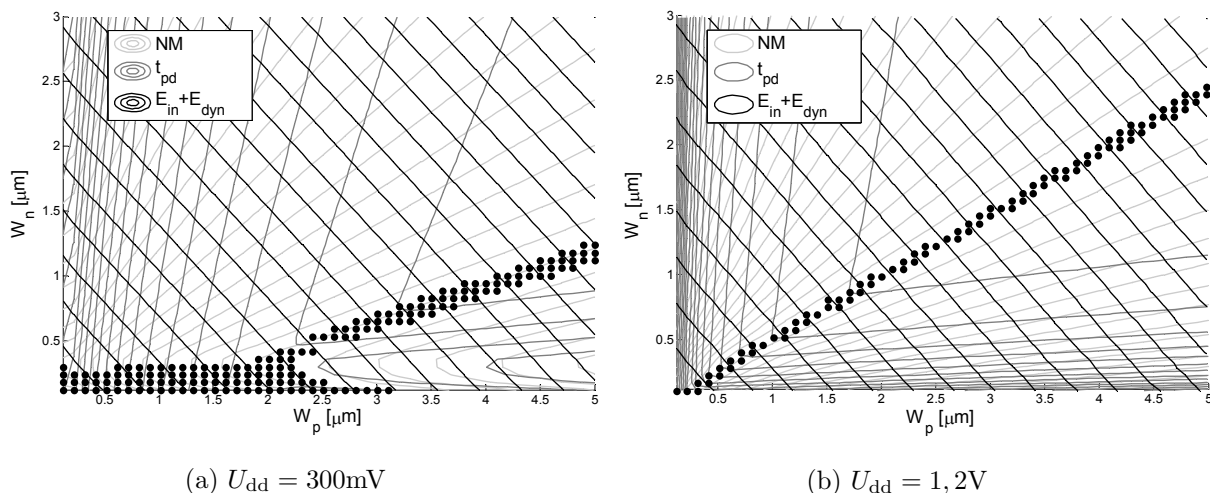 3
2.5
2
1.5
1
0.5
W_n [μm]
NM
t_pd
E_in+E_dyn
0.5 1 1.5 2 2.5 3 3.5 4 4.5 5
W_p [μm]
(a) U_dd = 300mV
3
2.5
2
1.5
1
0.5
W_n [μm]
NM
t_pd
E_in+E_dyn
0.5 1 1.5 2 2.5 3 3.5 4 4.5 5
W_p [μm]
(b) U_dd = 1, 2V